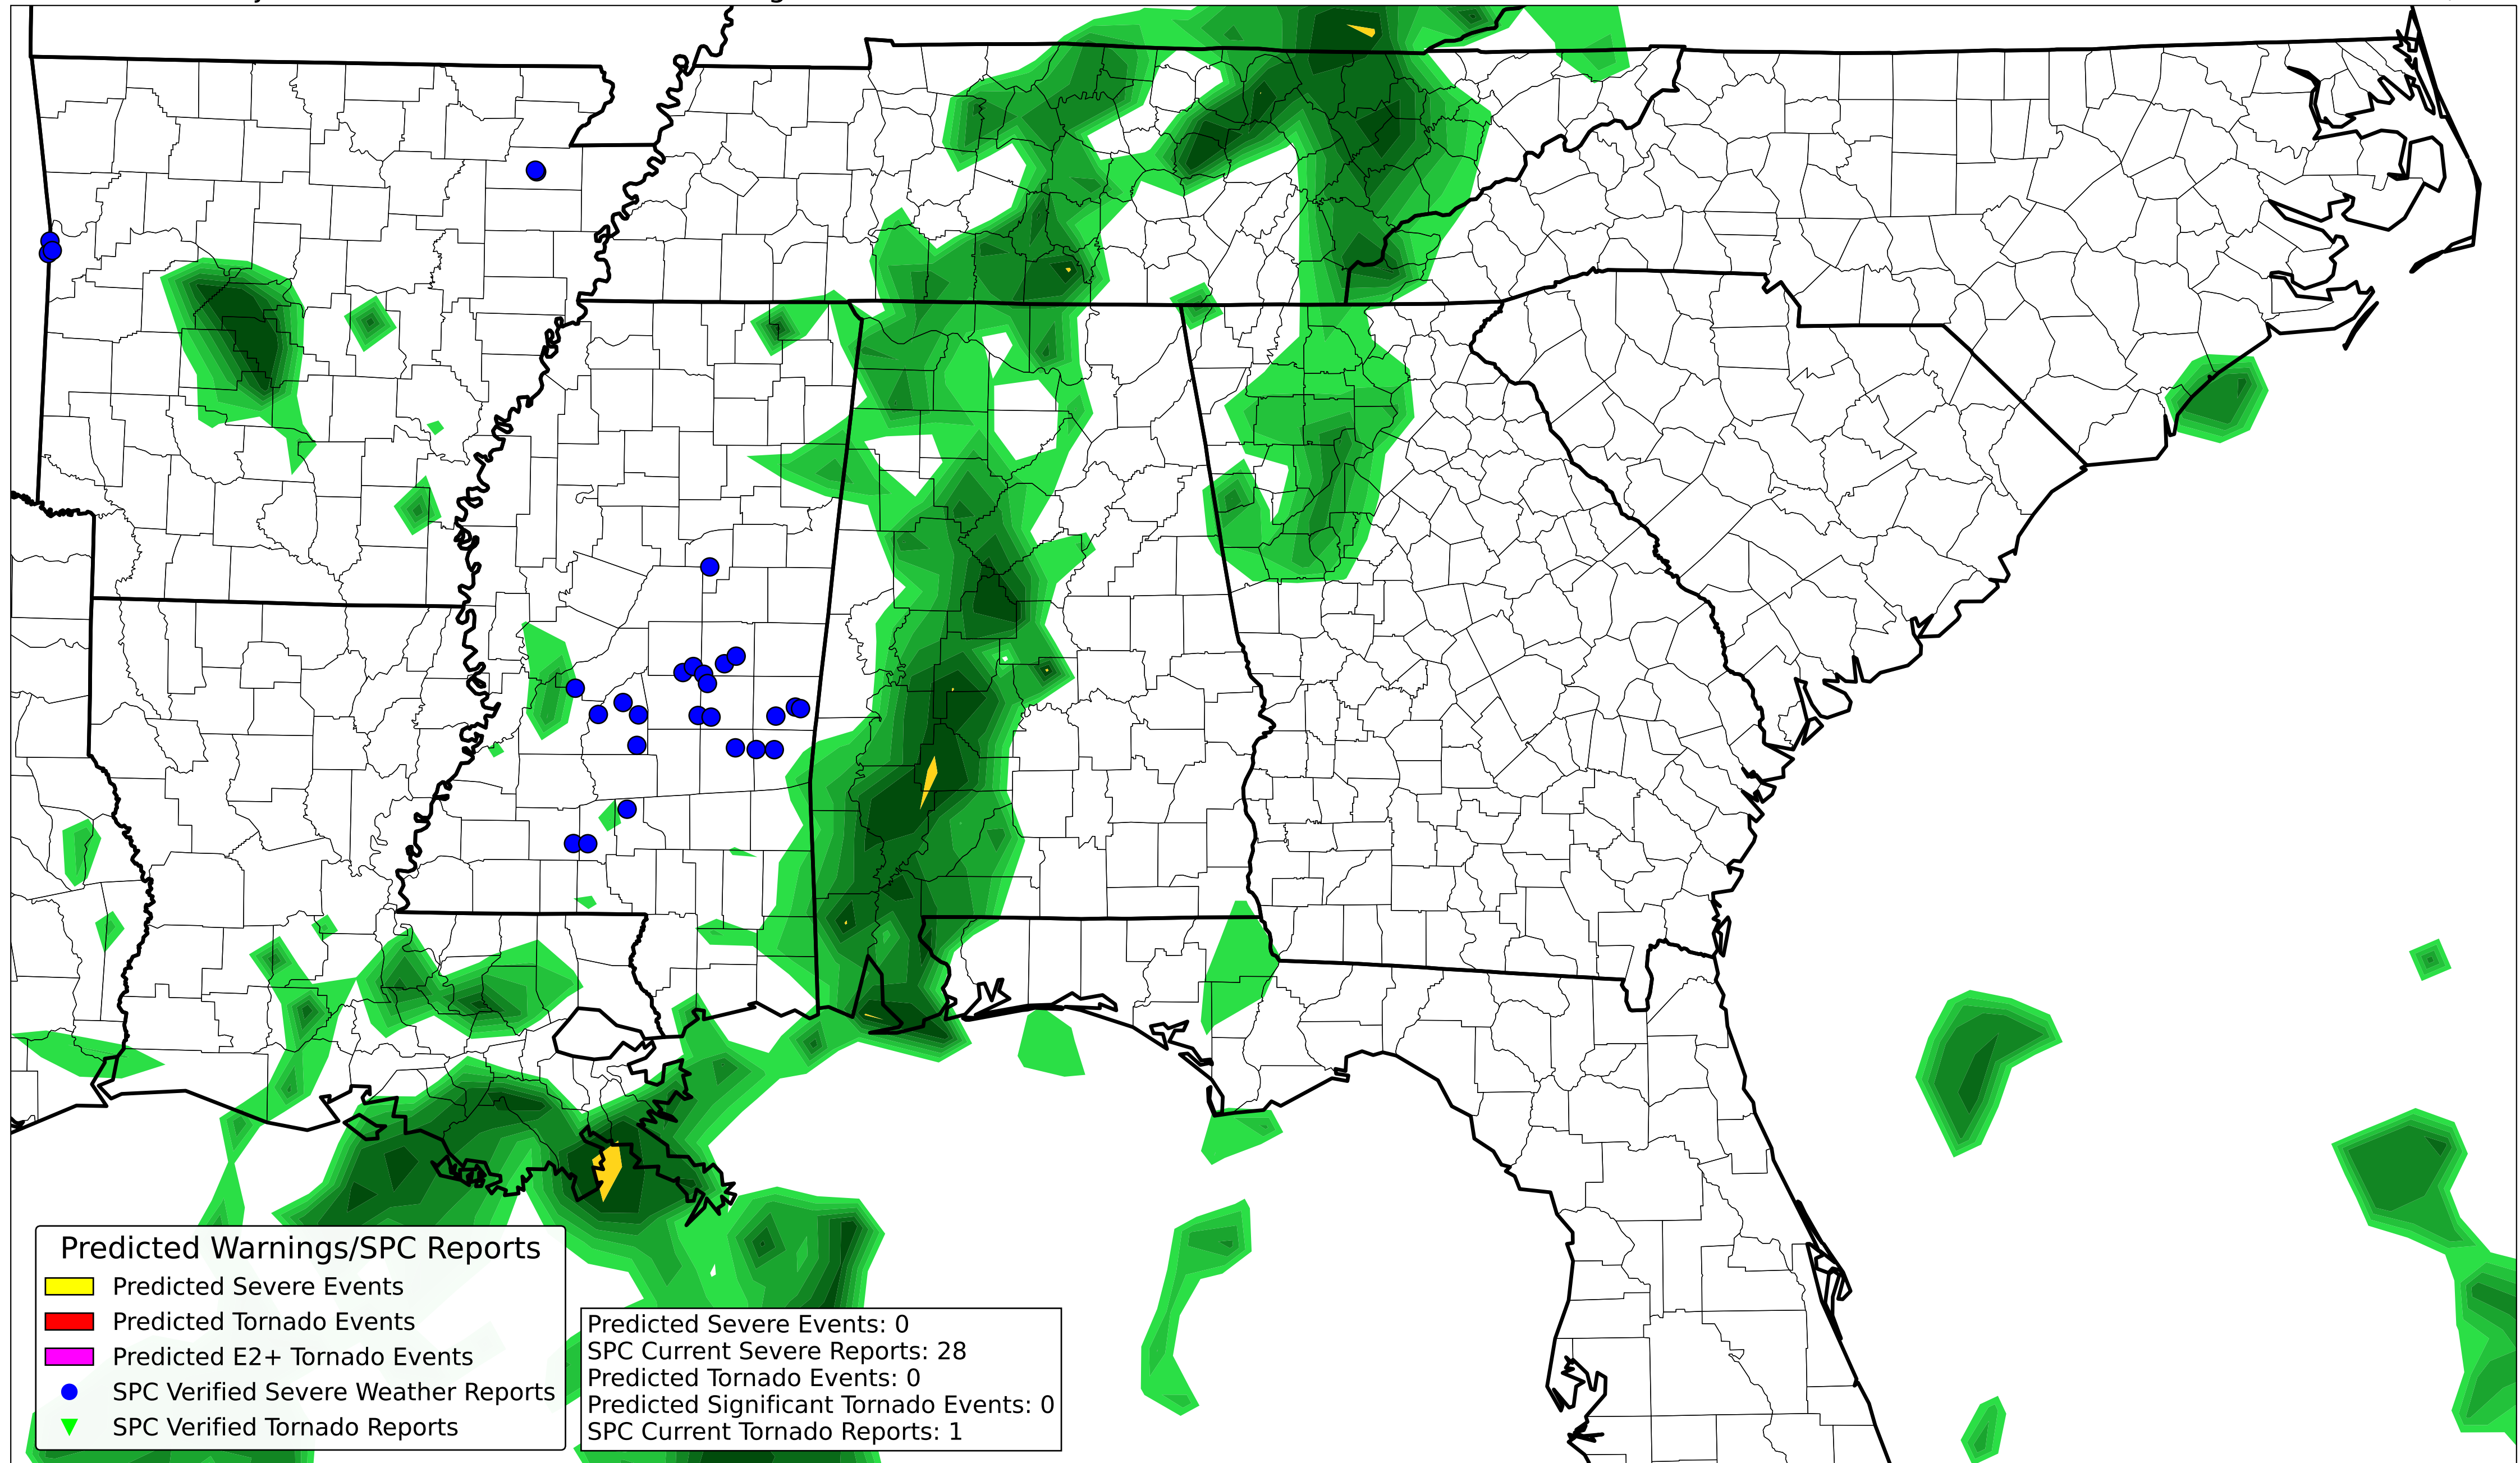 Predicted Warnings/SPC Reports
Predicted Severe Events
Predicted Tornado Events
Predicted E2+ Tornado Events
SPC Verified Severe Weather Reports
SPC Verified Tornado Reports
Predicted Severe Events: 0
SPC Current Severe Reports: 28
Predicted Tornado Events: 0
Predicted Significant Tornado Events: 0
SPC Current Tornado Reports: 1